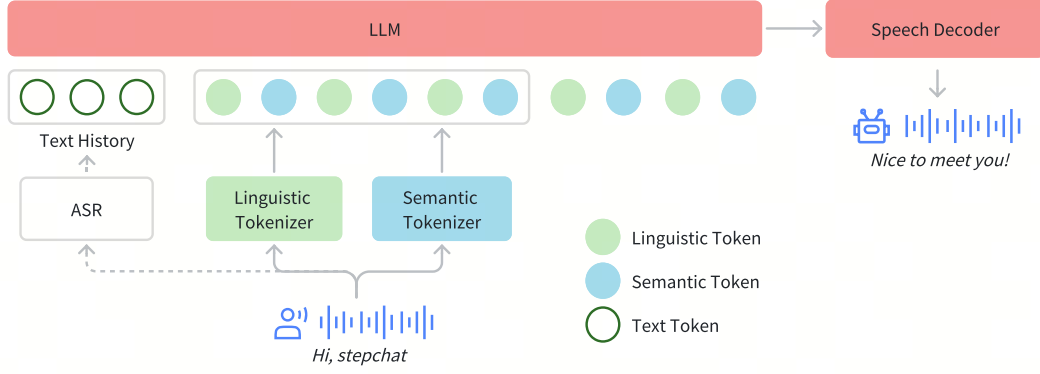 LLM
Speech Decoder
Text History
Nice to meet you!
ASR
Linguistic
Tokenizer
Semantic
Tokenizer
Linguistic Token
Semantic Token
Text Token
Hi, stepchat